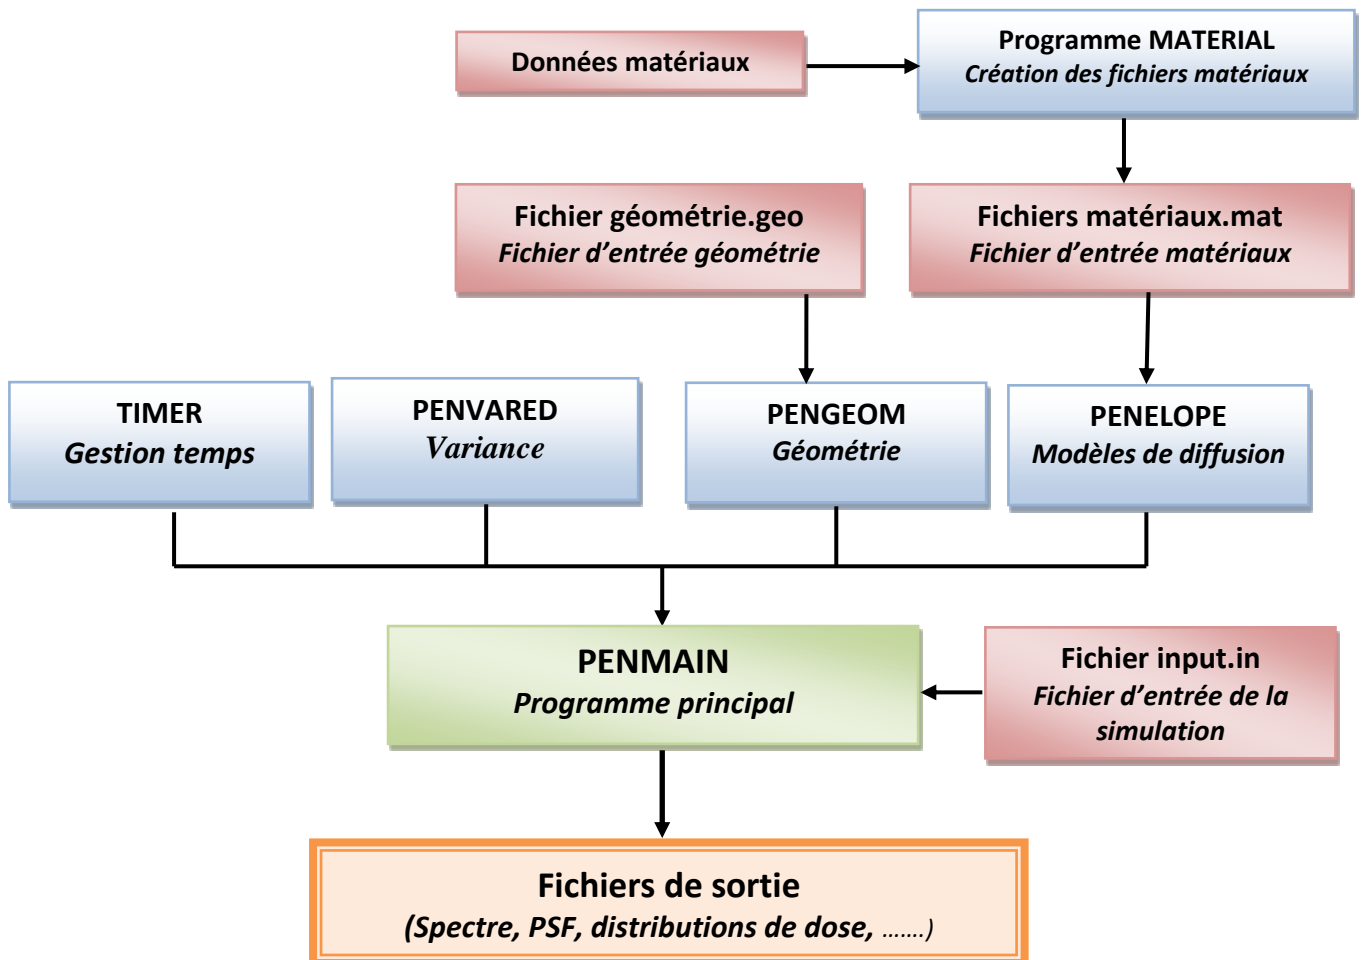 Données matériaux
Programme MATERIAL
Création des fichiers matériaux
Fichier géométrie.geo
Fichier d’entrée géométrie
Fichiers matériaux.mat
Fichier d’entrée matériaux
TIMER
Gestion temps
PENVARED
Variance
PENGEOM
Géométrie
PENELOPE
Modèles de diffusion
PENMAIN
Programme principal
Fichier input.in
Fichier d’entrée de la
simulation
Fichiers de sortie
(Spectre, PSF, distributions de dose, .......)